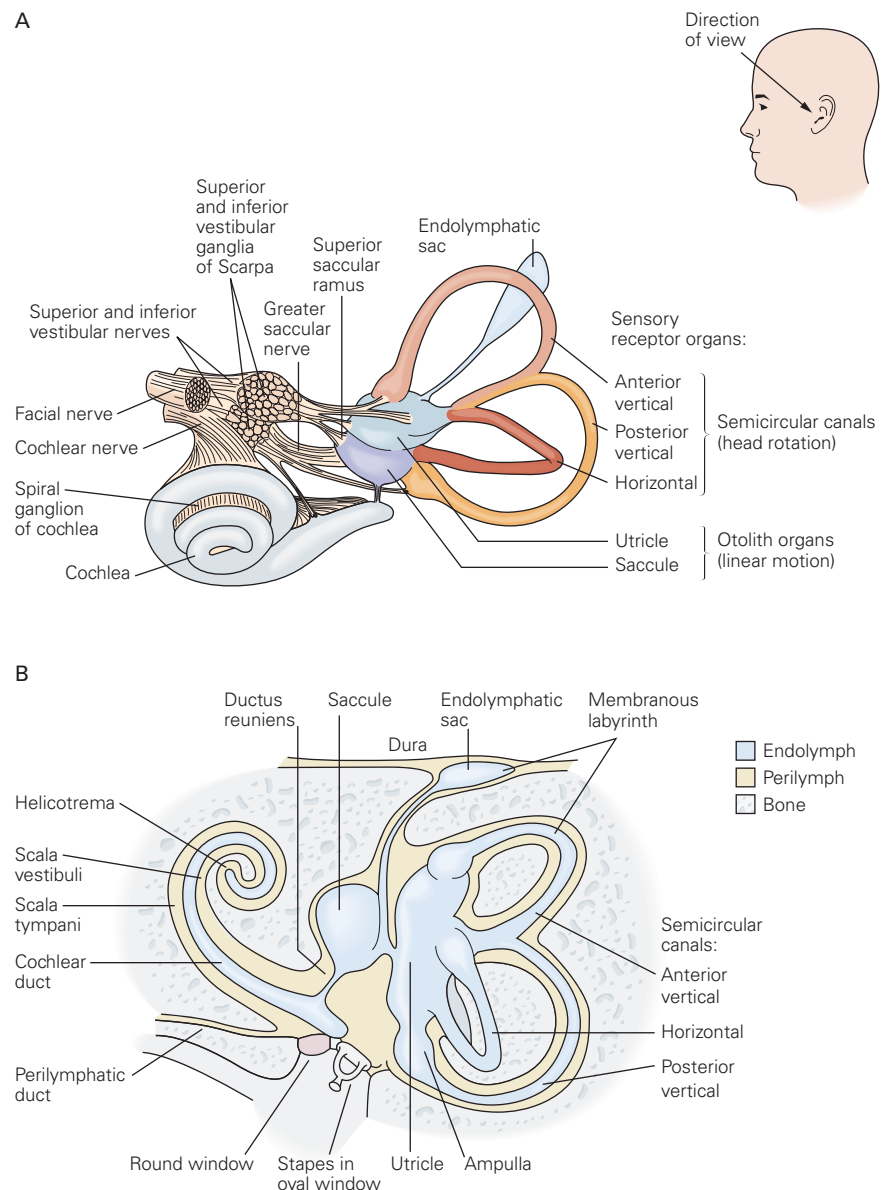 A
Direction
of view
Superior
and inferior
vestibular
ganglia
of Scarpa
Superior
saccular
ramus
Endolymphatic
sac
Superior and inferior
vestibular nerves
Greater
saccular
nerve
Sensory
receptor organs:
Facial nerve
Cochlear nerve
Spiral
ganglion
of cochlea
Cochlea
Anterior
vertical
Posterior
vertical
Horizontal
Semicircular canals
(head rotation)
Utricle
Saccule
Otolith organs
(linear motion)
B
Ductus
reuniens
Saccule
Dura
Endolymphatic
sac
Membranous
labyrinth
Endolymph
Perilymph
Bone
Helicotrema
Scala
vestibuli
Scala
tympani
Cochlear
duct
Perilymphatic
duct
Semicircular
canals:
Anterior
vertical
Horizontal
Posterior
vertical
Round window
Stapes in
oval window
Utricle
Ampulla